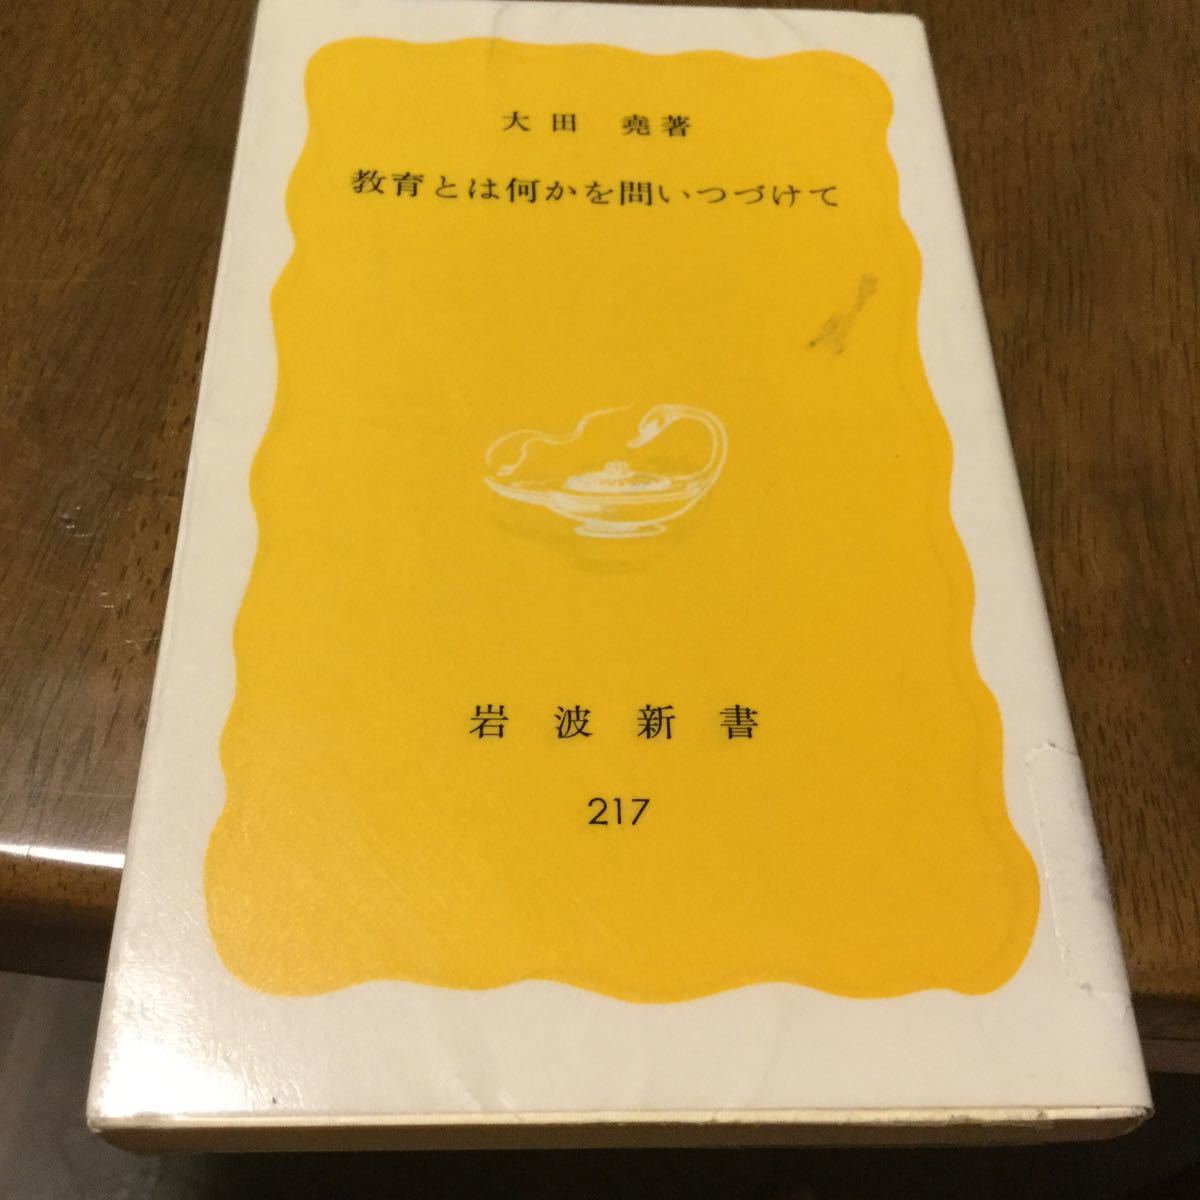 大田 堯著
教育とは何かを問いつづけて
岩波新書
217